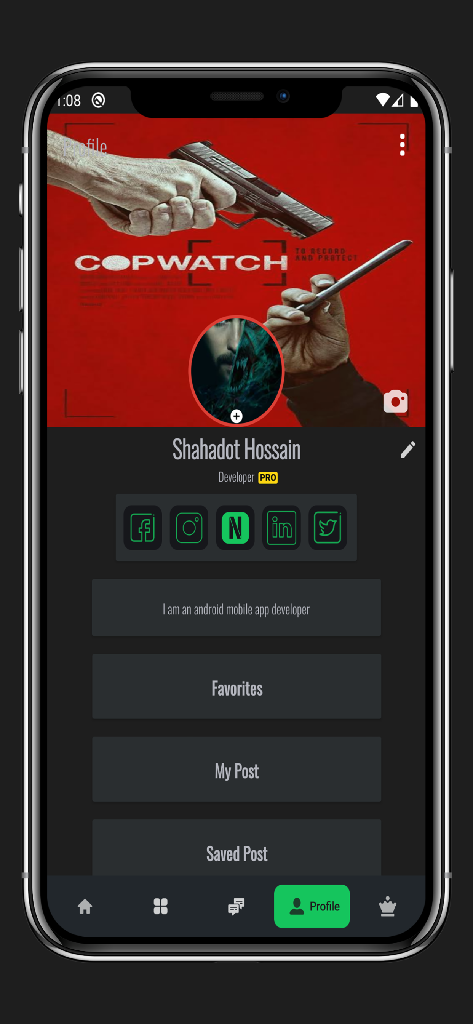 1:08
Profile
COPWATCH
TO RECORD
AND PROTECT
Shahadot Hossain
Developer PRO
N
I am an android mobile app developer
Favorites
My Post
Saved Post
Profile